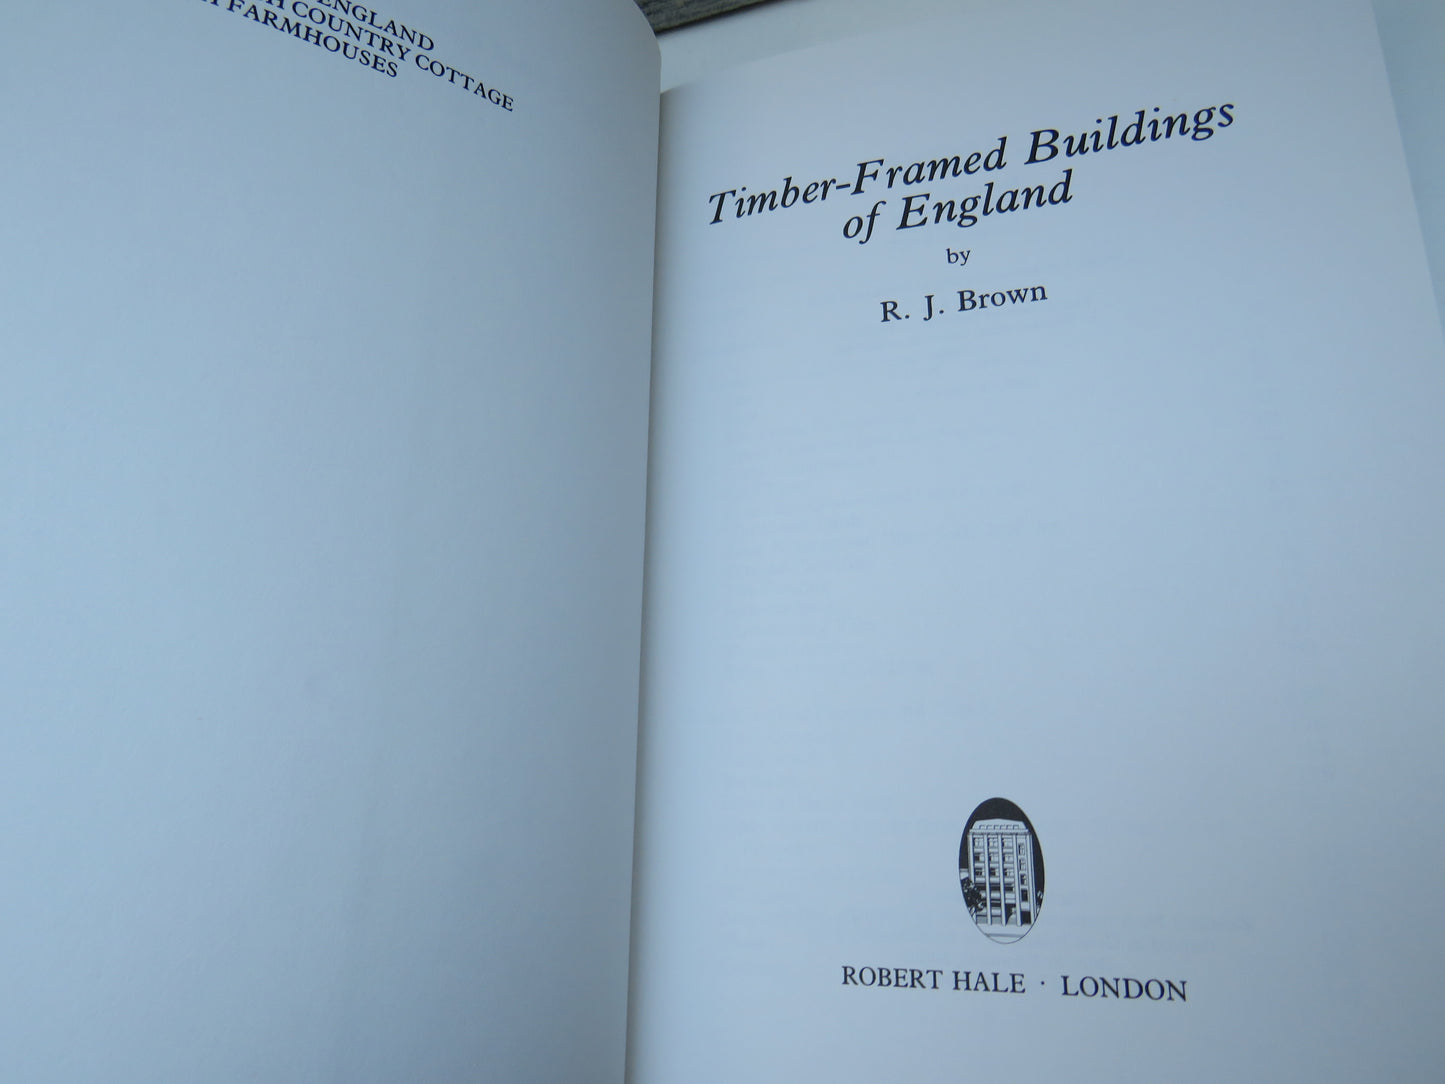 ENGLAND
COUNTRY COTTAGE
FARMHOUSES
Timber-Framed Buildings
of England
by
R. J. Brown
ROBERT HALE · LONDON